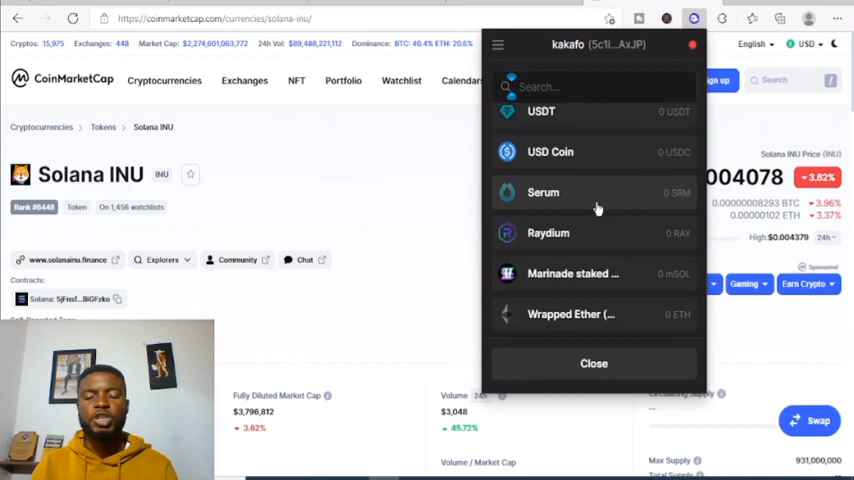 https://coinmarketcap.com/currencies/solana-inu/
Cryptos: 15,975 Exchanges: 448 Market Cap: $2,274,601,063,772 24h Vol: $89,488,221,112 Dominance: BTC: 40.4% ETH: 20.6%
English
USD
CoinMarketCap
Cryptocurrencies
Exchanges
NFT
Portfolio
Watchlist
Calendars
Sign up
Search
/
Cryptocurrencies
Tokens
Solana INU
Solana INU
INU
Rank #6448
Token
On 1,456 watchlists
www.solanainu.finance
Explorers
Community
Chat
Contracts:
Solana: 5jFnsf...BiGFzko
Fully Diluted Market Cap
$3,796,812
3.62%
Volume 24h
$3,048
45.72%
Volume / Market Cap
kakafo (5c1i...AxJP)
Search...
USDT
0 USDT
USD Coin
0 USDC
Serum
0 SRM
Raydium
0 RAY
Marinade staked ...
0 mSOL
Wrapped Ether (...
0 ETH
Close
Solana INU Price (INU)
004078
3.62%
0.00000008293 BTC
3.96%
0.00000102 ETH
3.37%
High: $0.004379
24h
Sponsored
Gaming
Earn Crypto
Circulating Supply
--
Swap
Max Supply
931,000,000